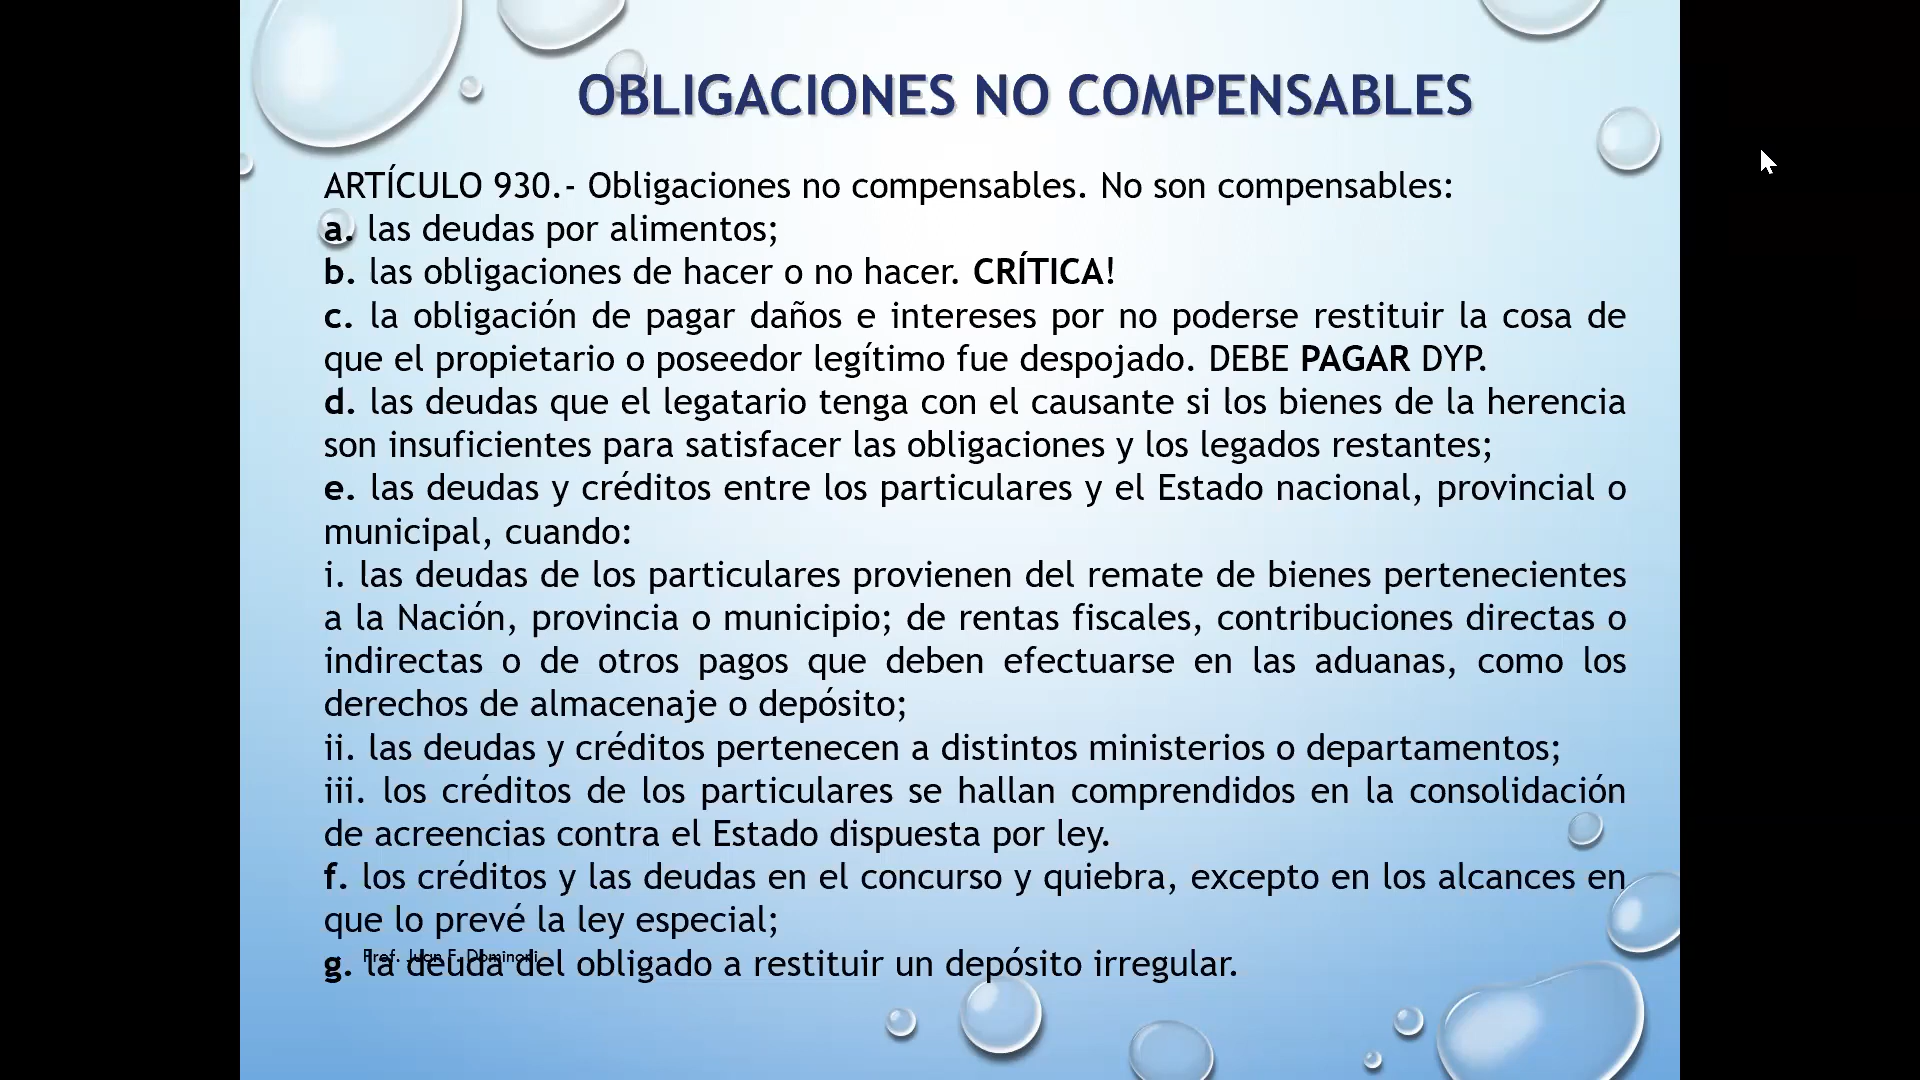 OBLIGACIONES NO COMPENSABLES
ARTÍCULO 930.- Obligaciones no compensables. No son compensables:
a. las deudas por alimentos;
b. las obligaciones de hacer o no hacer. CRÍTICA!
c. la obligación de pagar daños e intereses por no poderse restituir la cosa de
que el propietario o poseedor legítimo fue despojado. DEBE PAGAR DYP.
d. las deudas que el legatario tenga con el causante si los bienes de la herencia
son insuficientes para satisfacer las obligaciones y los legados restantes;
e. las deudas y créditos entre los particulares y el Estado nacional, provincial o
municipal, cuando:
i. las deudas de los particulares provienen del remate de bienes pertenecientes
a la Nación, provincia o municipio; de rentas fiscales, contribuciones directas o
indirectas o de otros pagos que deben efectuarse en las aduanas, como los
derechos de almacenaje o depósito;
ii. las deudas y créditos pertenecen a distintos ministerios o departamentos;
iii. los créditos de los particulares se hallan comprendidos en la consolidación
de acreencias contra el Estado dispuesta por ley.
f. los créditos y las deudas en el concurso y quiebra, excepto en los alcances en
que lo prevé la ley especial;
g. la deuda del obligado a restituir un depósito irregular.
Prof. Juan F. Dominoni